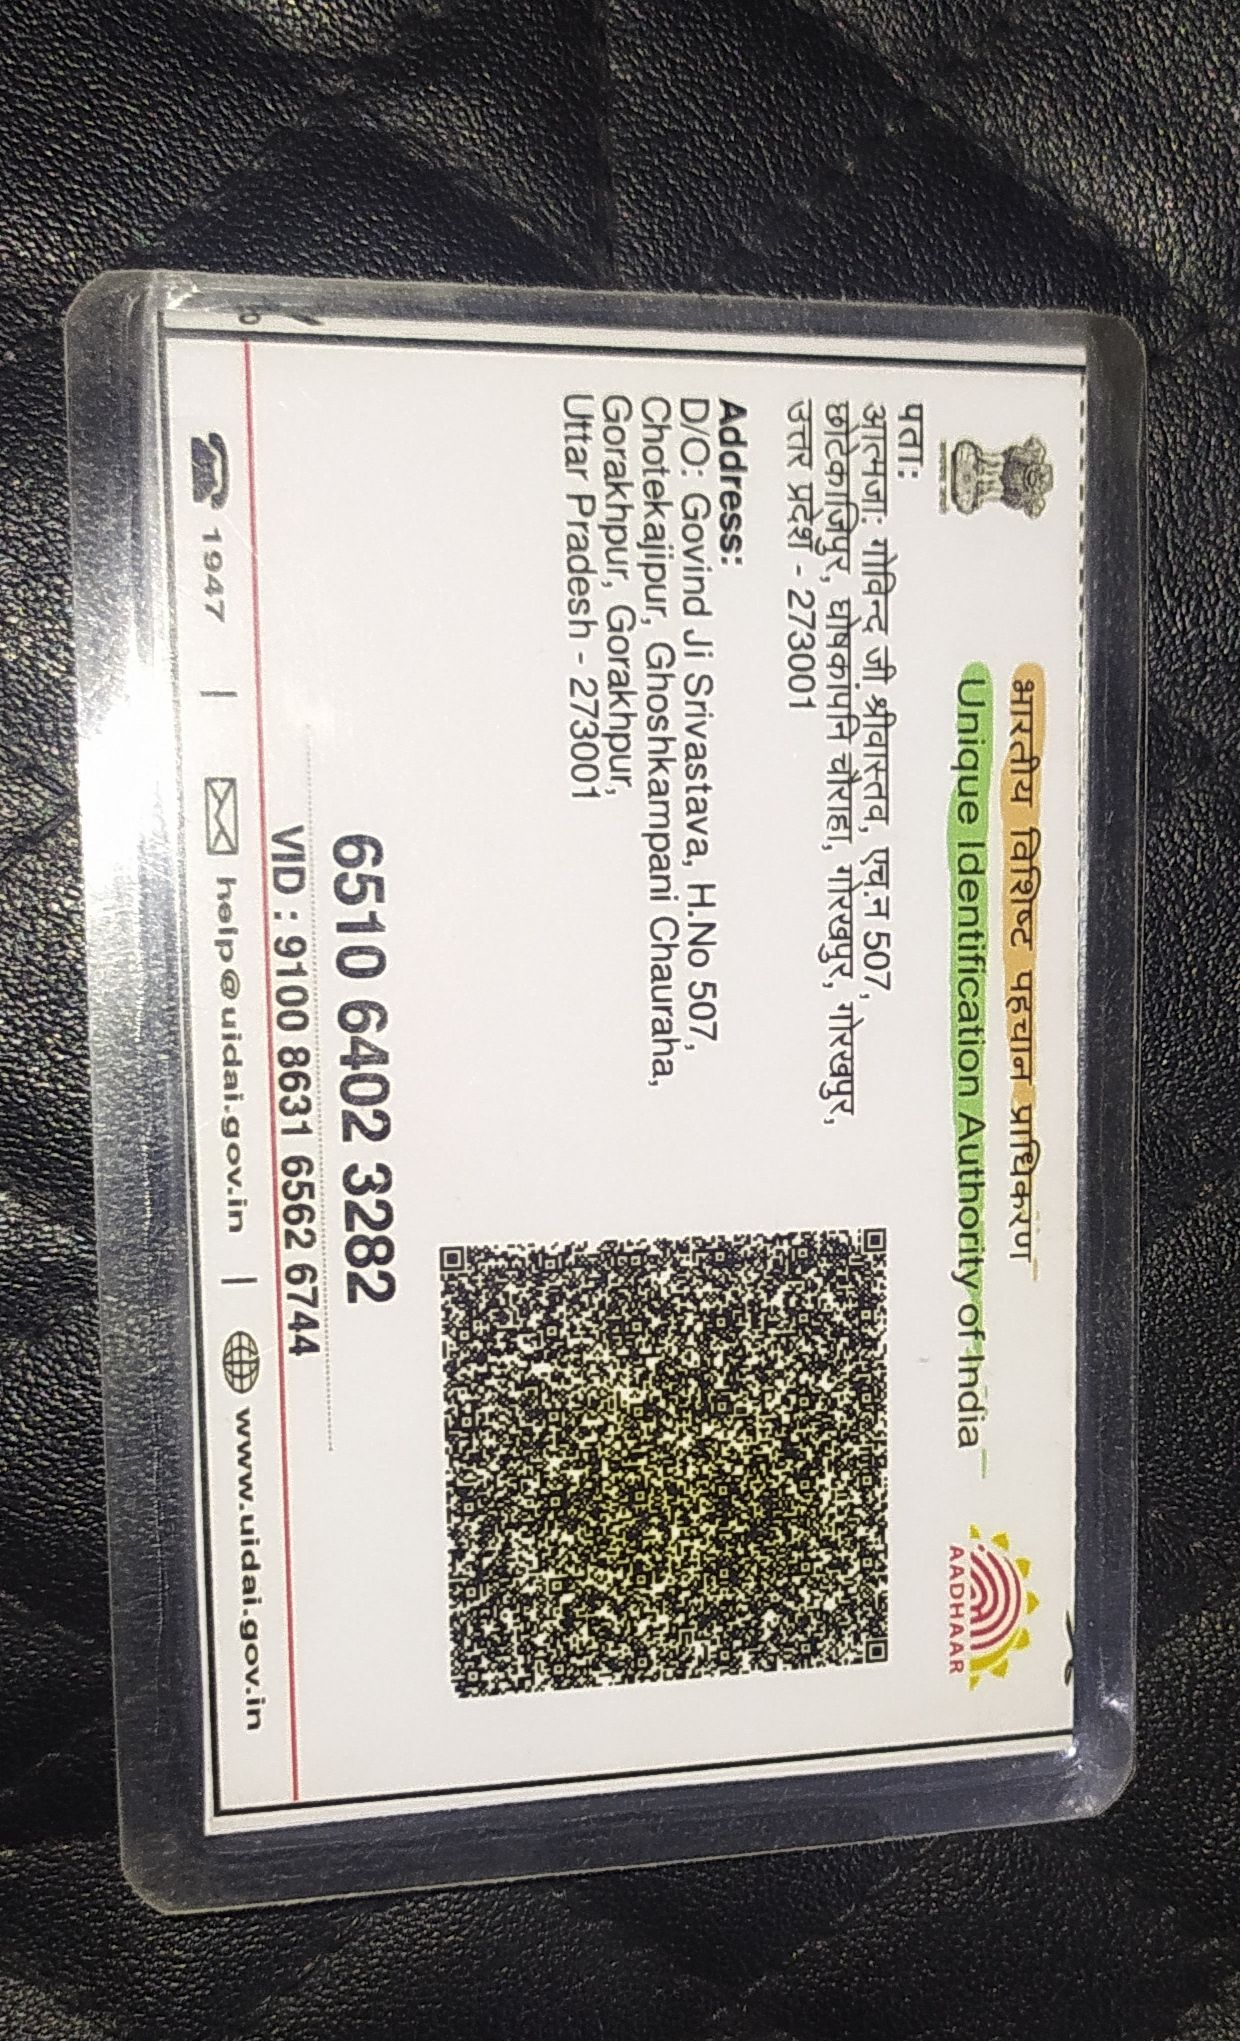 भारतीय विशिष्ट पहचान प्राधिकरण
Unique Identification Authority of India
AADHAAR
पता:
आत्मजा: गोविन्द जी श्रीवास्तव, एच.न 507,
छोटेकाजिपुर, घोषकांपनि चौराहा, गोरखपुर, गोरखपुर,
उत्तर प्रदेश - 273001
Address:
D/O: Govind Ji Srivastava, H.No 507,
Chotekajipur, Ghoshkampani Chauraha,
Gorakhpur, Gorakhpur,
Uttar Pradesh - 273001
6510 6402 3282
VID : 9100 8631 6562 6744
1947 | help@uidai.gov.in | www.uidai.gov.in